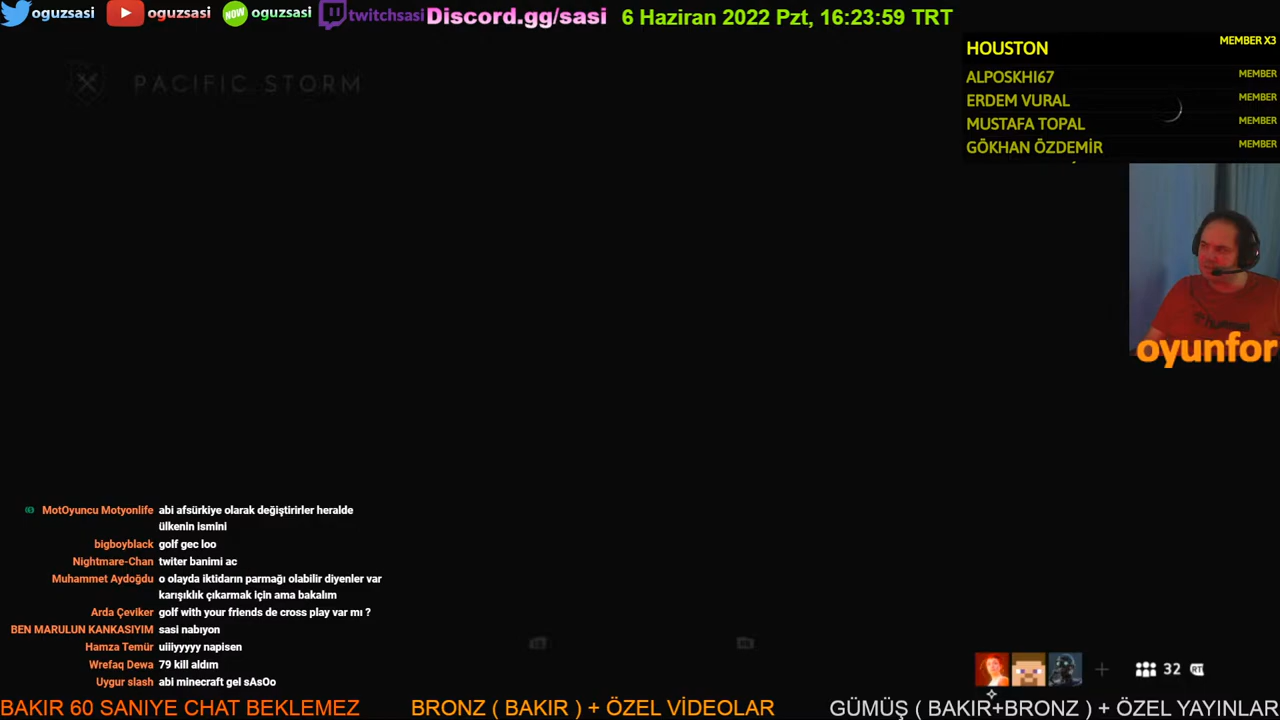 oguzsasi
oguzsasi
NOW oguzsasi
twitchsasi
Discord.gg/sasi
6 Haziran 2022 Pzt, 16:23:59 TRT
HOUSTON MEMBER X3
ALPOSKHI67 MEMBER
ERDEM VURAL MEMBER
MUSTAFA TOPAL MEMBER
GÖKHAN ÖZDEMİR MEMBER
PACIFIC STORM
oyunfor
MotOyuncu Motyonlife abi afsürkiye olarak değiştirirler heralde
ülkenin ismini
bigboyblack golf gec loo
Nightmare-Chan twiter banimi ac
Muhammet Aydoğdu o olayda iktidarın parmağı olabilir diyenler var
karışıklık çıkarmak için ama bakalım
Arda Çeviker golf with your friends de cross play var mı ?
BEN MARULUN KANKASIYIM sasi nabıyon
Hamza Temür uiiiyyyyy napisen
Wrefaq Dewa 79 kill aldım
Uygur slash abi minecraft gel sAsOo
32 RT
BAKIR 60 SANIYE CHAT BEKLEMEZ
BRONZ ( BAKIR ) + ÖZEL VİDEOLAR
GÜMÜŞ ( BAKIR+BRONZ ) + ÖZEL YAYINLAR